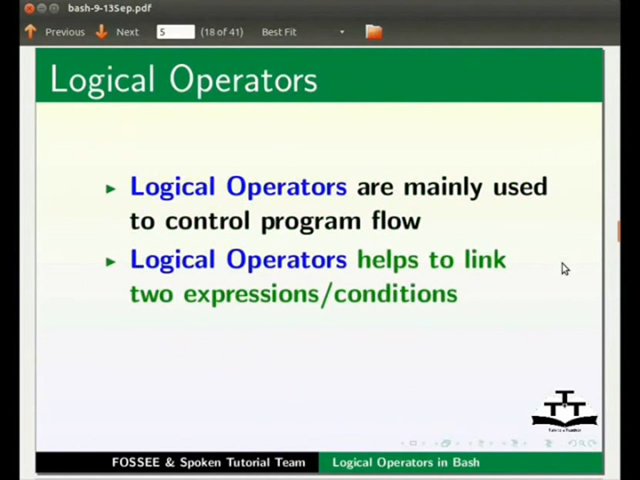 bash-9-13Sep.pdf
Previous Next 5 (18 of 41) Best Fit
Logical Operators
Logical Operators are mainly used
to control program flow
Logical Operators helps to link
two expressions/conditions
FOSSEE & Spoken Tutorial Team Logical Operators in Bash